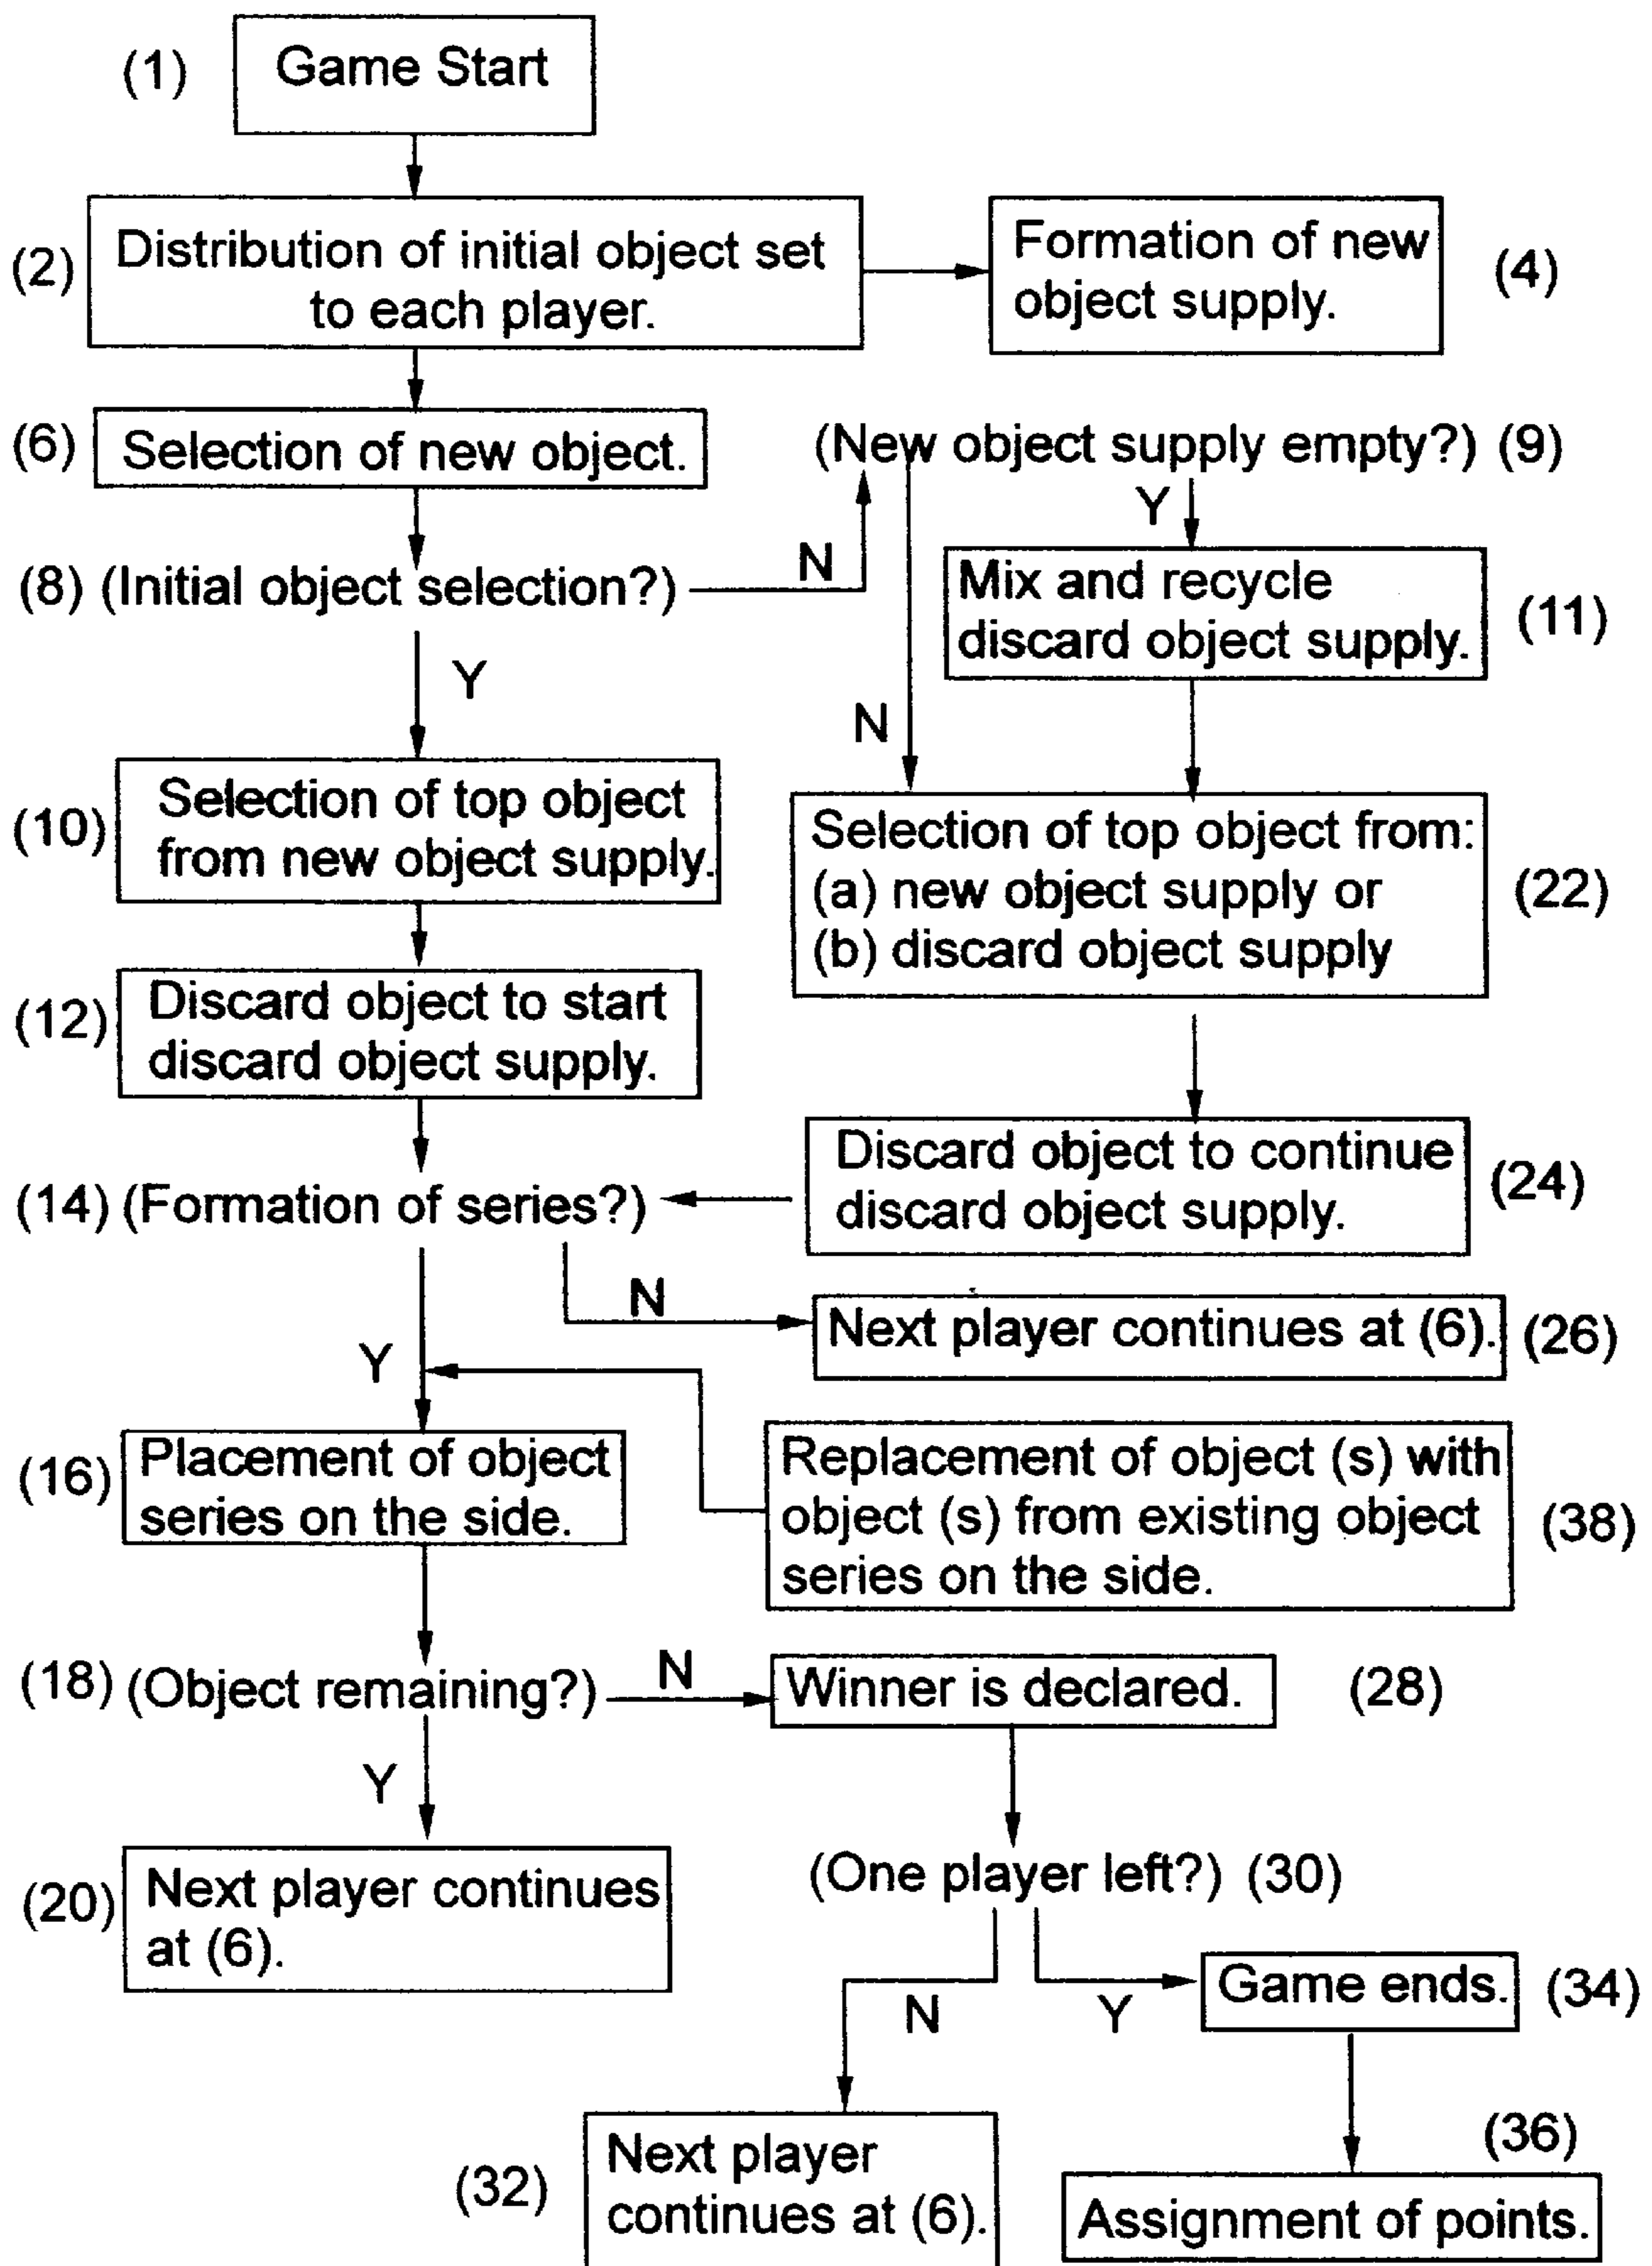 (1) Game Start
(2) Distribution of initial object set
to each player.
Formation of new
object supply. (4)
(6) Selection of new object.
(New object supply empty?) (9)
Y
(8) (Initial object selection?) N
Mix and recycle
discard object supply. (11)
Y
N
(10) Selection of top object
from new object supply.
Selection of top object from:
(a) new object supply or
(b) discard object supply (22)
(12) Discard object to start
discard object supply.
Discard object to continue
discard object supply. (24)
(14) (Formation of series?)
N
Next player continues at (6). (26)
Y
(16) Placement of object
series on the side.
Replacement of object (s) with
object (s) from existing object
series on the side. (38)
(18) (Object remaining?) N
Winner is declared. (28)
Y
(20) Next player continues
at (6).
(One player left?) (30)
N
Y
Game ends. (34)
(32) Next player
continues at (6).
(36)
Assignment of points.